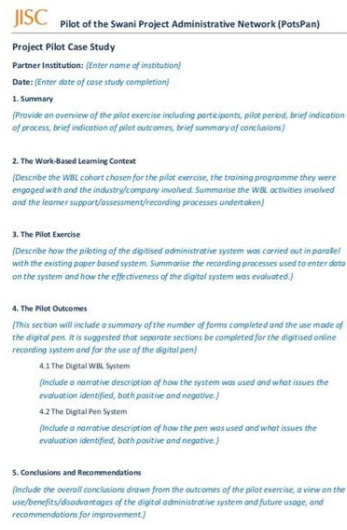 JISC
Pilot of the Swani Project Administrative Network (PotsPan)
Project Pilot Case Study
Partner Institution: {Enter name of institution}
Date: {Enter date of case study completion}
1. Summary
{Provide an overview of the pilot exercise including participants, pilot period, brief indication
of process, brief indication of pilot outcomes, brief summary of conclusions}
2. The Work-Based Learning Context
{Describe the WBL cohort chosen for the pilot exercise, the training programme they were
engaged with and the industry/company involved. Summarise the WBL activities involved
and the learner support/assessment/recording processes undertaken}
3. The Pilot Exercise
{Describe how the piloting of the digitised administrative system was carried out in parallel
with the existing paper based system. Summarise the recording processes used to enter data
on the system and how the effectiveness of the digital system was evaluated.}
4. The Pilot Outcomes
{This section will include a summary of the number of forms completed and the use made of
the digital pen. It is suggested that separate sections be completed for the digitised online
recording system and for the use of the digital pen}
4.1 The Digital WBL System
{Include a narrative description of how the system was used and what issues the
evaluation identified, both positive and negative.}
4.2 The Digital Pen System
{Include a narrative description of how the pen was used and what issues the
evaluation identified, both positive and negative.}
5. Conclusions and Recommendations
{Include the overall conclusions drawn from the outcomes of the pilot exercise, a view on the
use/benefits/disadvantages of the digital administrative system and future usage, and
recommendations for improvement.}